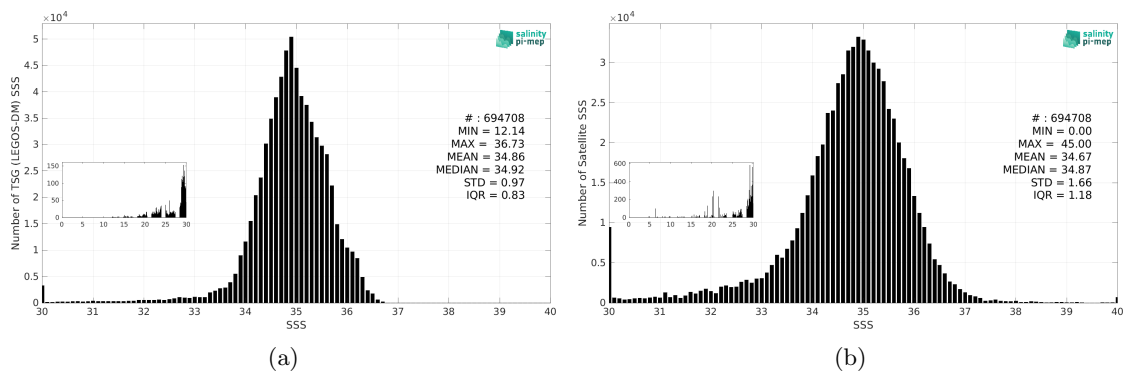 ×10⁴
5
4.5
4
3.5
3
2.5
2
1.5
1
0.5
0
Number of TSG (LEGOS-DM) SSS
salinity
pi-mep
# : 694708
MIN = 12.14
MAX = 36.73
MEAN = 34.86
MEDIAN = 34.92
STD = 0.97
IQR = 0.83
150
100
50
0
0 5 10 15 20 25 30
30 31 32 33 34 35 36 37 38 39 40
SSS
(a)
×10⁴
3
2.5
2
1.5
1
0.5
0
Number of Satellite SSS
salinity
pi-mep
# : 694708
MIN = 0.00
MAX = 45.00
MEAN = 34.67
MEDIAN = 34.87
STD = 1.66
IQR = 1.18
600
400
200
0
0 5 10 15 20 25 30
30 31 32 33 34 35 36 37 38 39 40
SSS
(b)